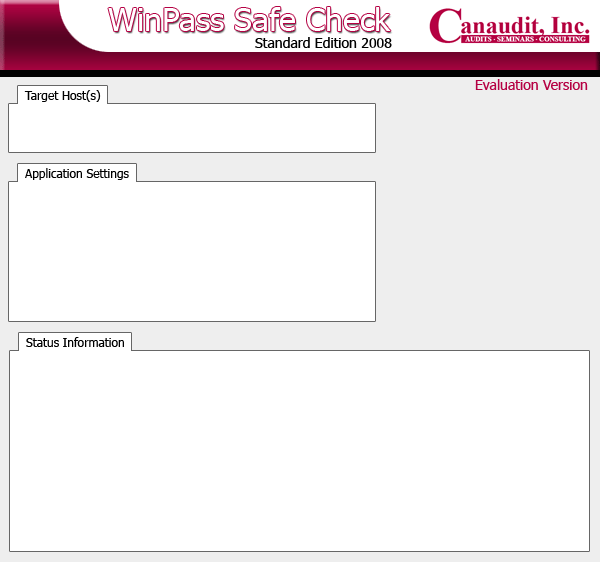 WinPass Safe Check
Standard Edition 2008
Canaudit, Inc.
AUDITS · SEMINARS · CONSULTING
Evaluation Version
Target Host(s)
Application Settings
Status Information